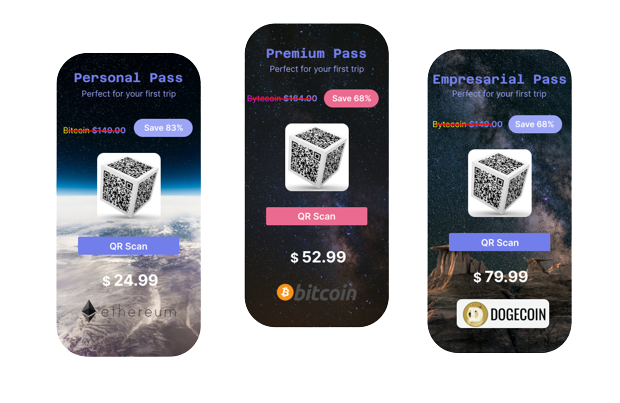 Personal Pass
Perfect for your first trip
Bitcoin $149.00
Save 83%
QR Scan
$ 24.99
ethereum
Premium Pass
Perfect for your first trip
Bytecoin $164.00
Save 68%
QR Scan
$ 52.99
bitcoin
Empresarial Pass
Perfect for your first trip
Bytecoin $149.00
Save 68%
QR Scan
$ 79.99
DOGECOIN